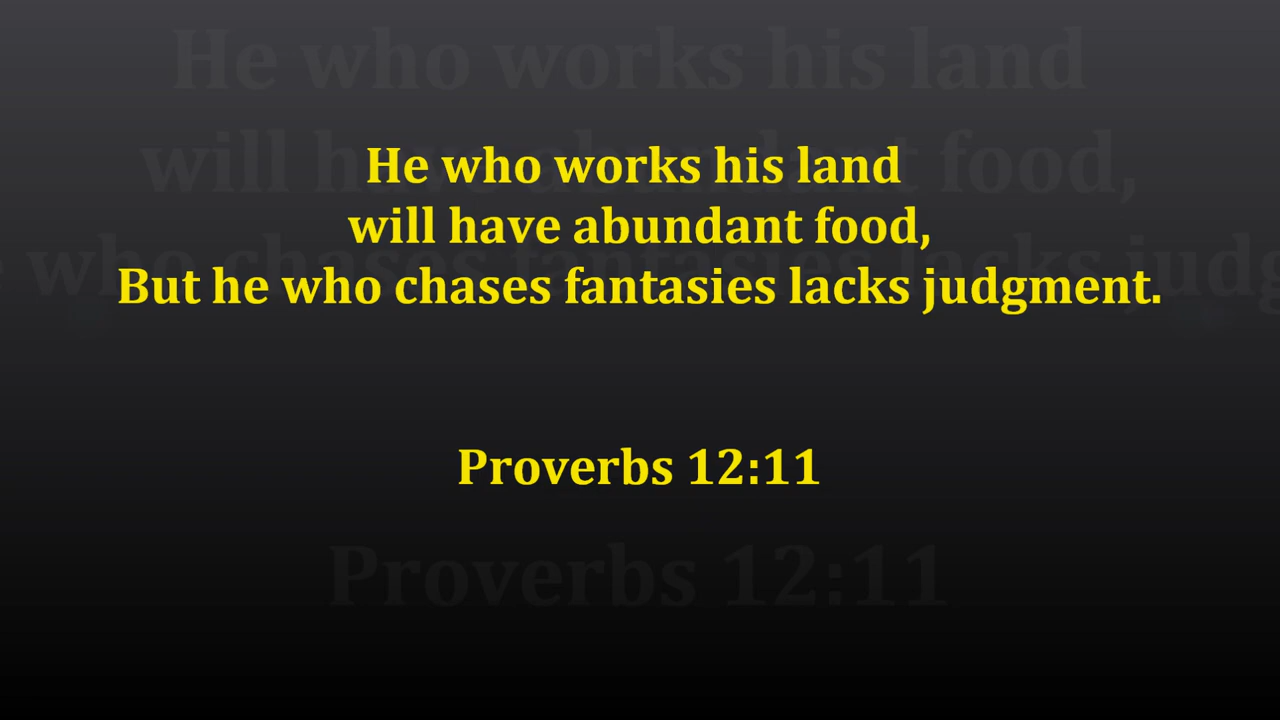 He who works his land
will have abundant food,
But he who chases fantasies lacks judgment.
Proverbs 12:11